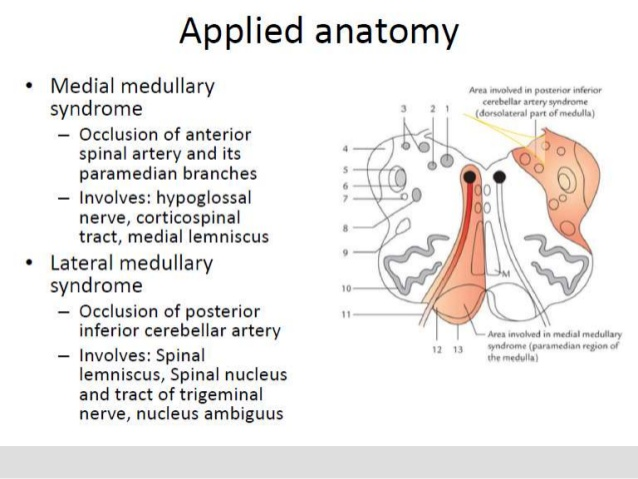 Applied anatomy
• Medial medullary
syndrome
– Occlusion of anterior
spinal artery and its
paramedian branches
– Involves: hypoglossal
nerve, corticospinal
tract, medial lemniscus
• Lateral medullary
syndrome
– Occlusion of posterior
inferior cerebellar artery
– Involves: Spinal
lemniscus, Spinal nucleus
and tract of trigeminal
nerve, nucleus ambiguus
Area involved in posterior inferior
cerebellar artery syndrome
(dorsolateral part of medulla)
3 2 1
4
5
6
7
8
9
10
11
12 13
M
Area involved in medial medullary
syndrome (paramedian region of
the medulla)